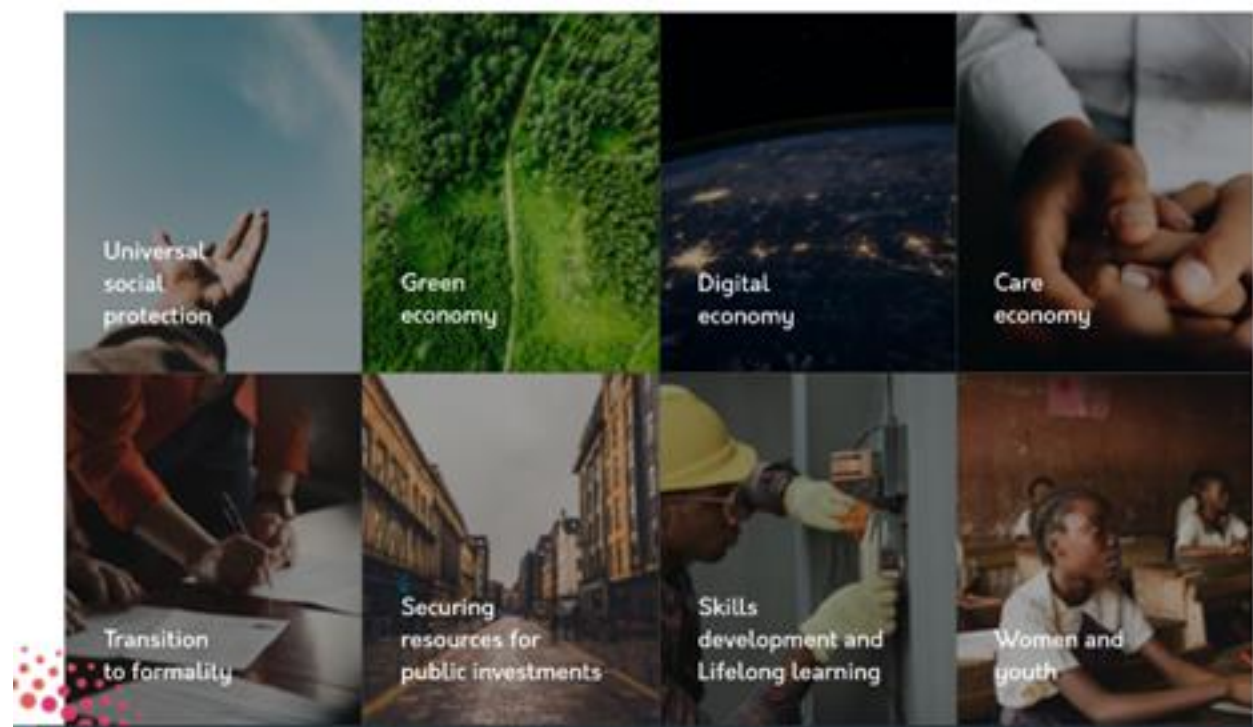 Universal
social
protection
Green
economy
Digital
economy
Care
economy
Transition
to formality
Securing
resources for
public investments
Skills
development and
Lifelong learning
Women and
youth